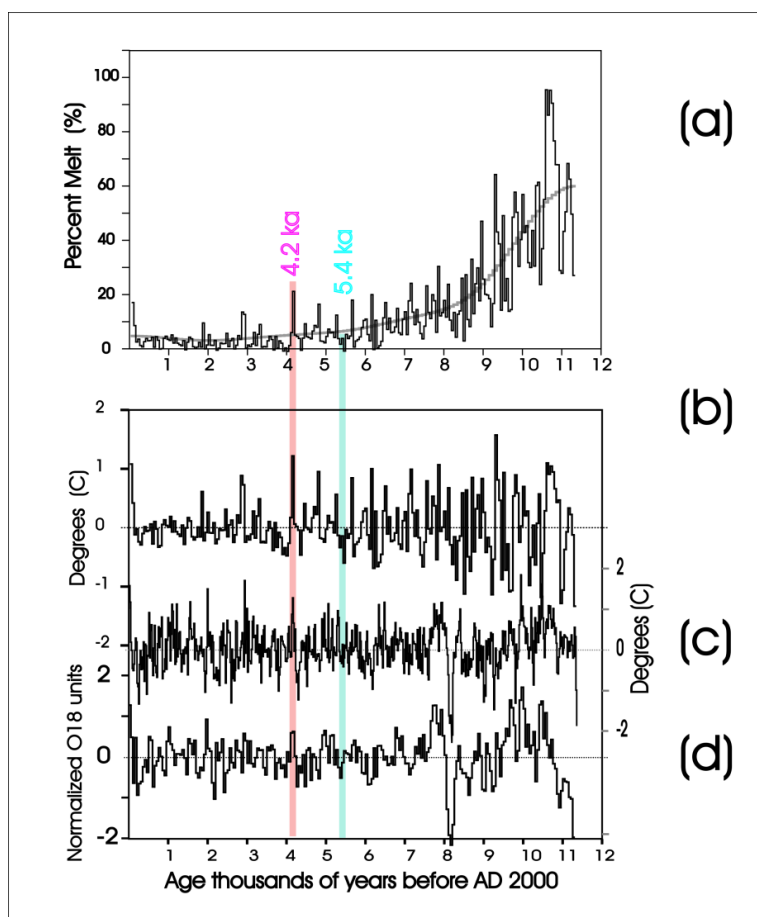 (a)
Percent Melt (%)
100
80
60
40
20
0
4.2 ka
5.4 ka
1 2 3 4 5 6 7 8 9 10 11 12
(b)
Degrees (C)
2
1
0
-1
-2
(c)
Degrees (C)
2
0
-2
(d)
Normalized O18 units
2
0
-2
1 2 3 4 5 6 7 8 9 10 11 12
Age thousands of years before AD 2000